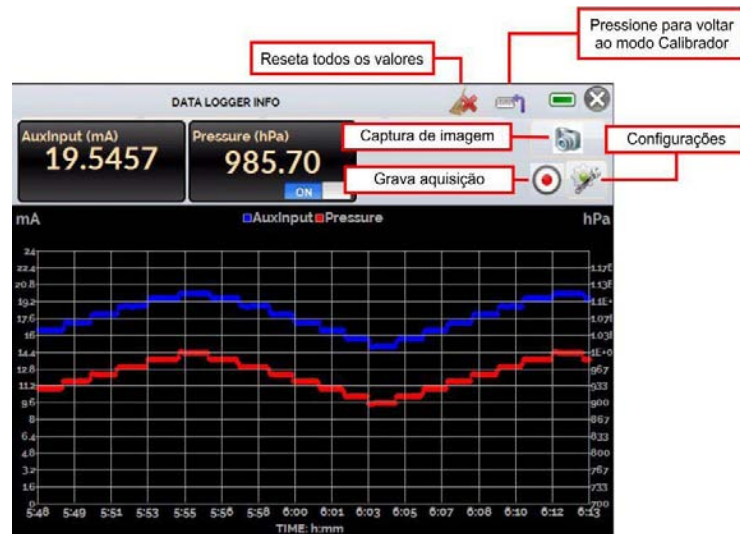 Pressione para voltar
ao modo Calibrador
Reseta todos os valores
DATA LOGGER INFO
AuxInput (mA)
19.5457
Pressure (hPa)
985.70
ON
Captura de imagem
Configurações
Grava aquisição
mA
AuxInput Pressure
hPa
24
22.4
20.8
19.2
17.6
16
14.4
12.8
11.2
9.6
8
6.4
4.8
3.2
1.6
0
1E+0
967
933
900
867
833
800
767
733
700
5:48 5:49 5:51 5:53 5:55 5:56 5:58 6:00 6:01 6:03 6:05 6:07 6:08 6:10 6:12 6:13
TIME: h:mm